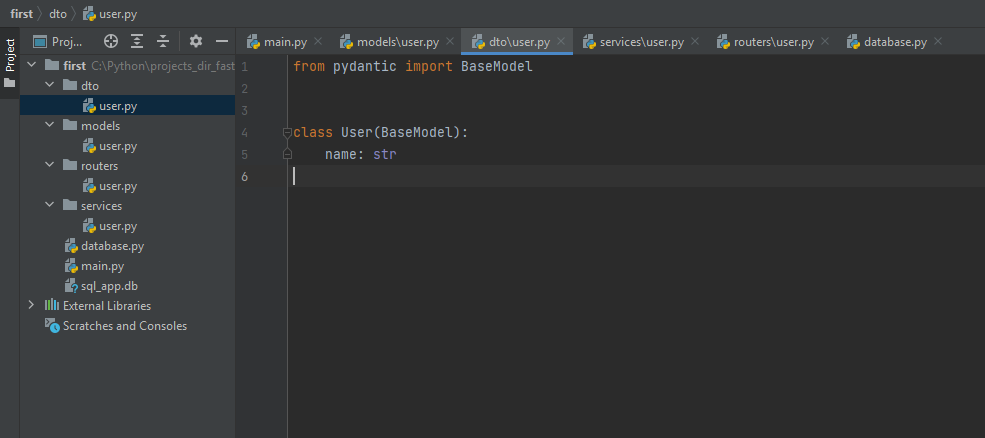 first dto user.py
Project
Proj...
main.py models\user.py dto\user.py services\user.py routers\user.py database.py
first C:\Python\projects_dir_fast
dto
user.py
models
user.py
routers
user.py
services
user.py
database.py
main.py
sql_app.db
External Libraries
Scratches and Consoles
1 from pydantic import BaseModel
2
3
4 class User(BaseModel):
5     name: str
6